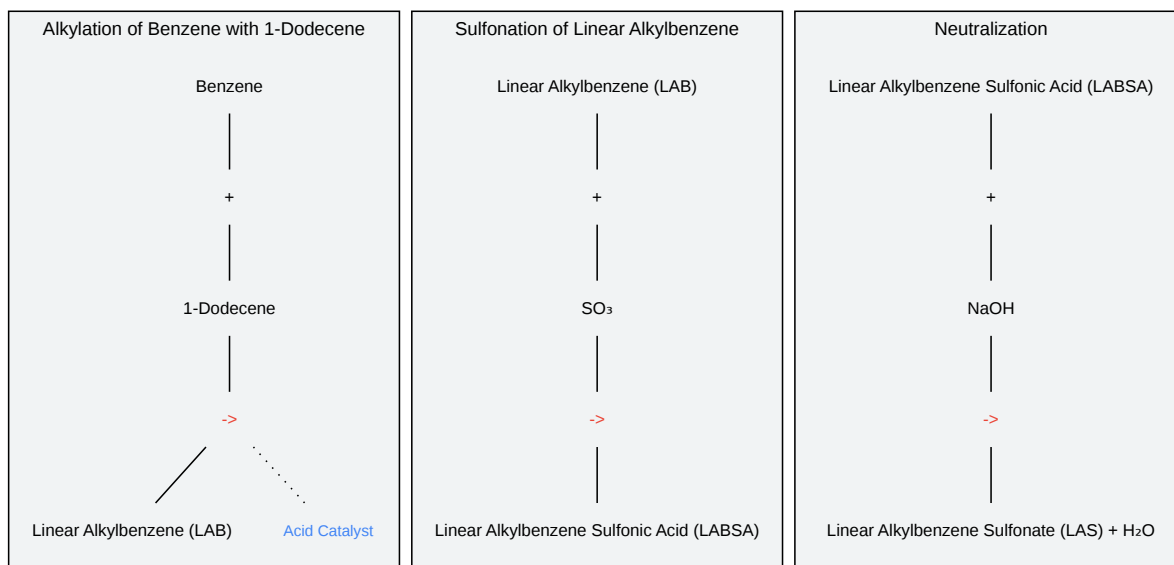 Alkylation of Benzene with 1-Dodecene
Benzene
+
1-Dodecene
->
Linear Alkylbenzene (LAB)
Acid Catalyst
Sulfonation of Linear Alkylbenzene
Linear Alkylbenzene (LAB)
+
SO₃
->
Linear Alkylbenzene Sulfonic Acid (LABSA)
Neutralization
Linear Alkylbenzene Sulfonic Acid (LABSA)
+
NaOH
->
Linear Alkylbenzene Sulfonate (LAS) + H₂O